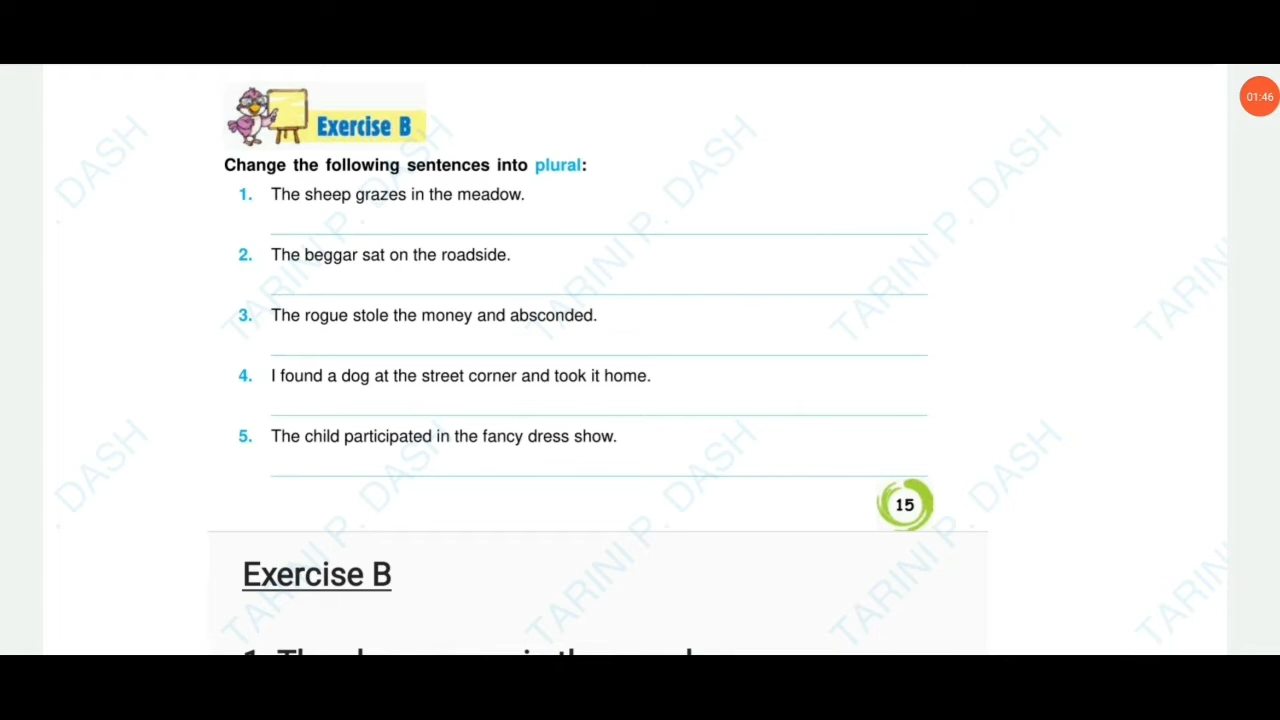 01:46
Exercise B
Change the following sentences into plural:
1. The sheep grazes in the meadow.
2. The beggar sat on the roadside.
3. The rogue stole the money and absconded.
4. I found a dog at the street corner and took it home.
5. The child participated in the fancy dress show.
15
Exercise B
TARINI P. DASH